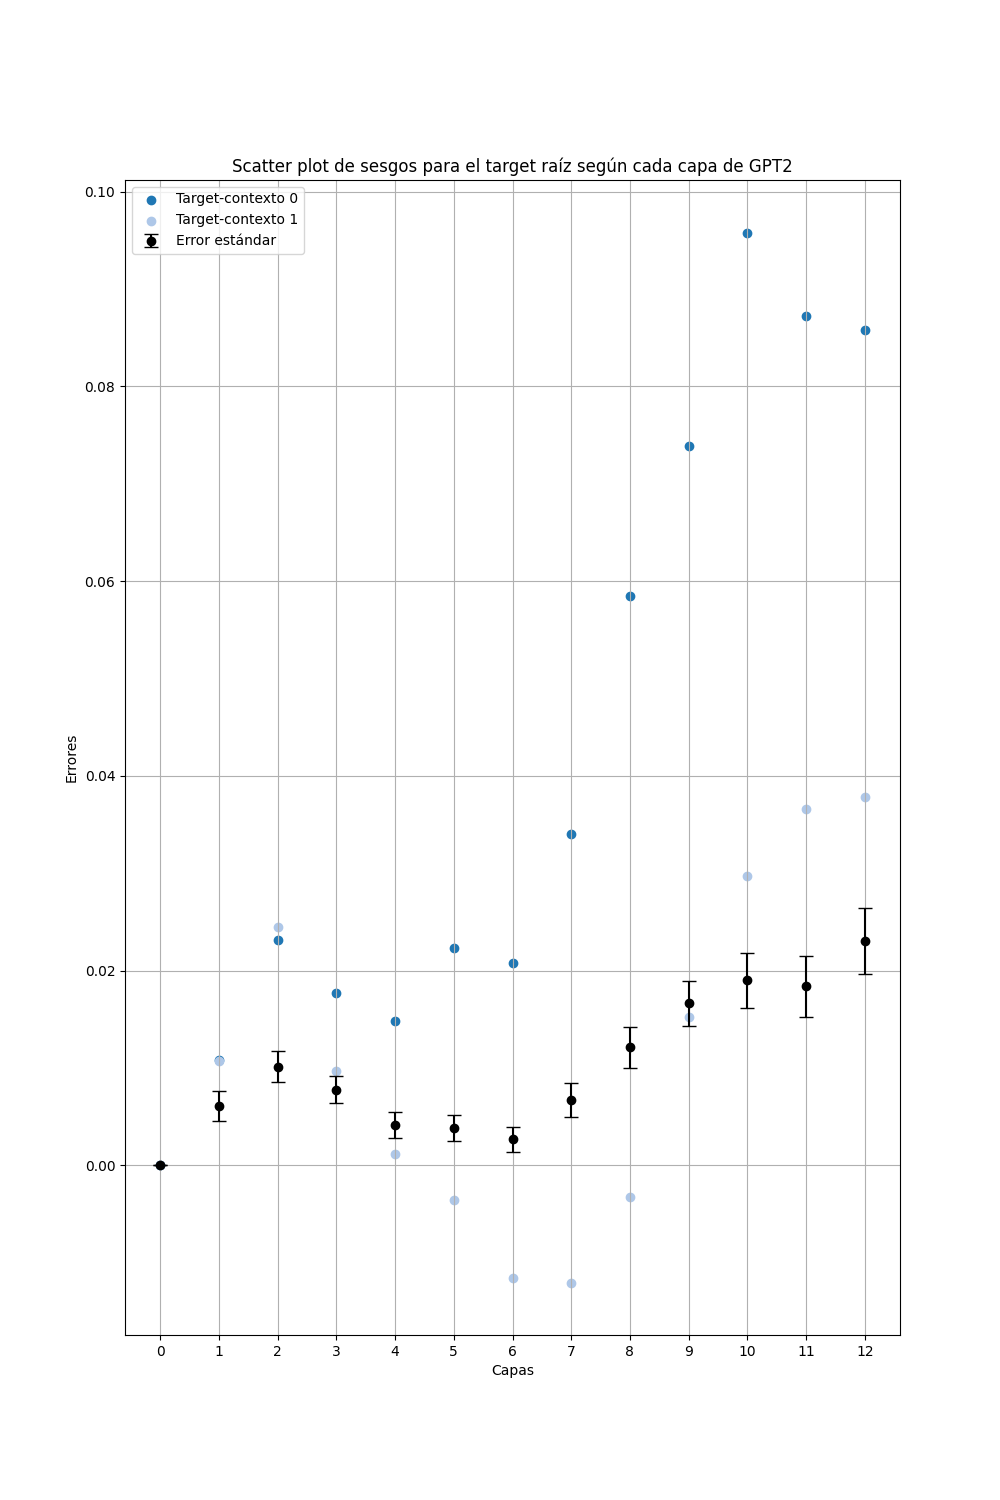 Scatter plot de sesgos para el target raíz según cada capa de GPT2
Target-contexto 0
Target-contexto 1
Error estándar
0.10
0.08
0.06
0.04
0.02
0.00
Errores
0 1 2 3 4 5 6 7 8 9 10 11 12
Capas